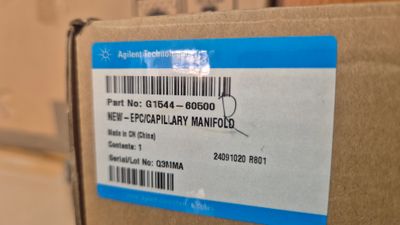 Agilent Technologies
Part No: G1544-60500
NEW-EPC/CAPILLARY MANIFOLD
Made in CN (China)
Contents: 1
24091020 R801
Serial/Lot No: Q3MMA